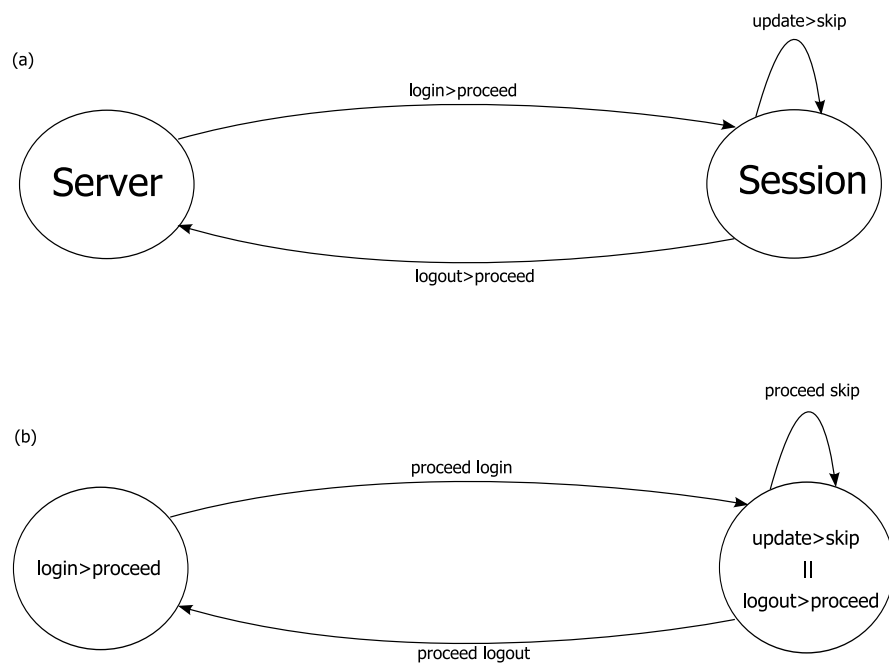 update>skip
(a)
login>proceed
Server
Session
logout>proceed
proceed skip
(b)
proceed login
login>proceed
update>skip
||
logout>proceed
proceed logout